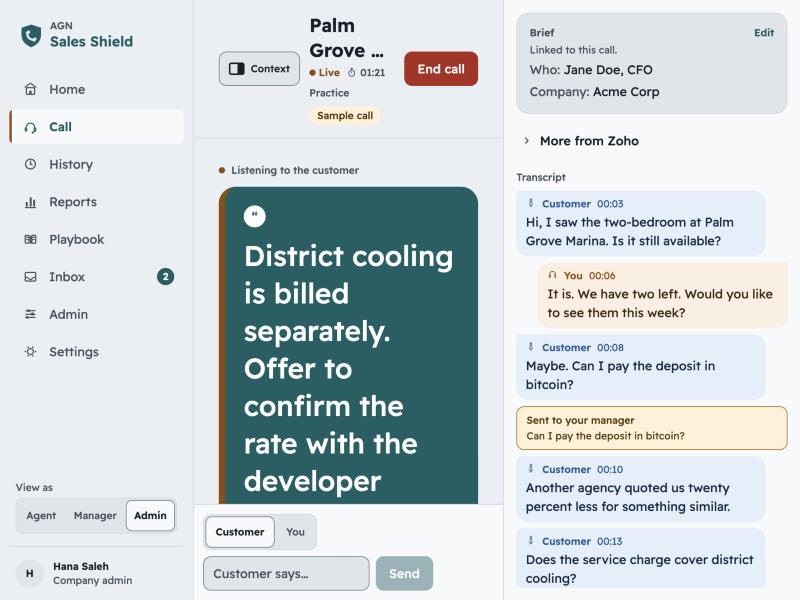 AGN
Sales Shield
Home
Call
History
Reports
Playbook
Inbox
2
Admin
Settings
View as
Agent
Manager
Admin
H
Hana Saleh
Company admin
Context
Palm
Grove ...
Live
01:21
Practice
Sample call
End call
Listening to the customer
“
District cooling
is billed
separately.
Offer to
confirm the
rate with the
developer
Customer
You
Customer says...
Send
Brief
Edit
Linked to this call.
Who: Jane Doe, CFO
Company: Acme Corp
More from Zoho
Transcript
Customer 00:03
Hi, I saw the two-bedroom at Palm
Grove Marina. Is it still available?
You 00:06
It is. We have two left. Would you like
to see them this week?
Customer 00:08
Maybe. Can I pay the deposit in
bitcoin?
Sent to your manager
Can I pay the deposit in bitcoin?
Customer 00:10
Another agency quoted us twenty
percent less for something similar.
Customer 00:13
Does the service charge cover district
cooling?